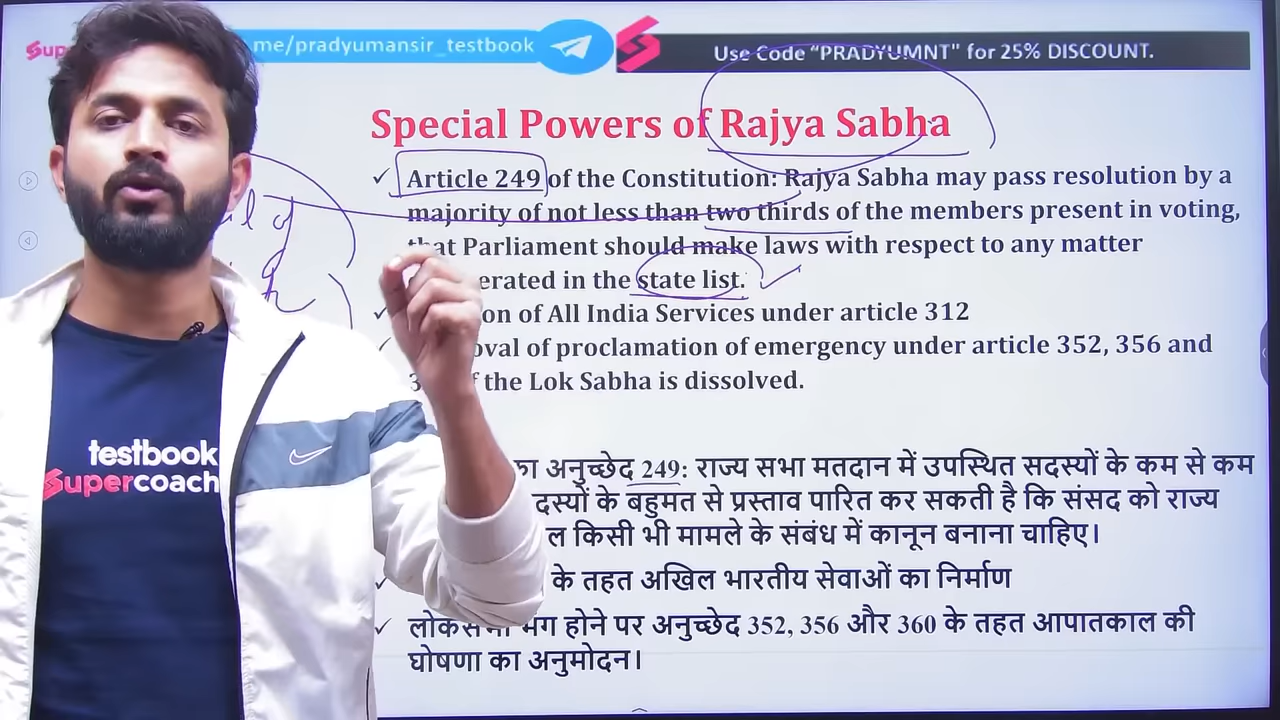 Super
me/pradyumansir_testbook
Use Code “PRADYUMNT" for 25% DISCOUNT.
Special Powers of Rajya Sabha
✓ Article 249 of the Constitution: Rajya Sabha may pass resolution by a
majority of not less than two thirds of the members present in voting,
that Parliament should make laws with respect to any matter
erated in the state list.
on of All India Services under article 312
oval of proclamation of emergency under article 352, 356 and
the Lok Sabha is dissolved.
अनुच्छेद 249: राज्य सभा मतदान में उपस्थित सदस्यों के कम से कम
दस्यों के बहुमत से प्रस्ताव पारित कर सकती है कि संसद को राज्य
ल किसी भी मामले के संबंध में कानून बनाना चाहिए।
के तहत अखिल भारतीय सेवाओं का निर्माण
✓ लोकसभा भंग होने पर अनुच्छेद 352, 356 और 360 के तहत आपातकाल की
घोषणा का अनुमोदन।
testbook
Supercoach